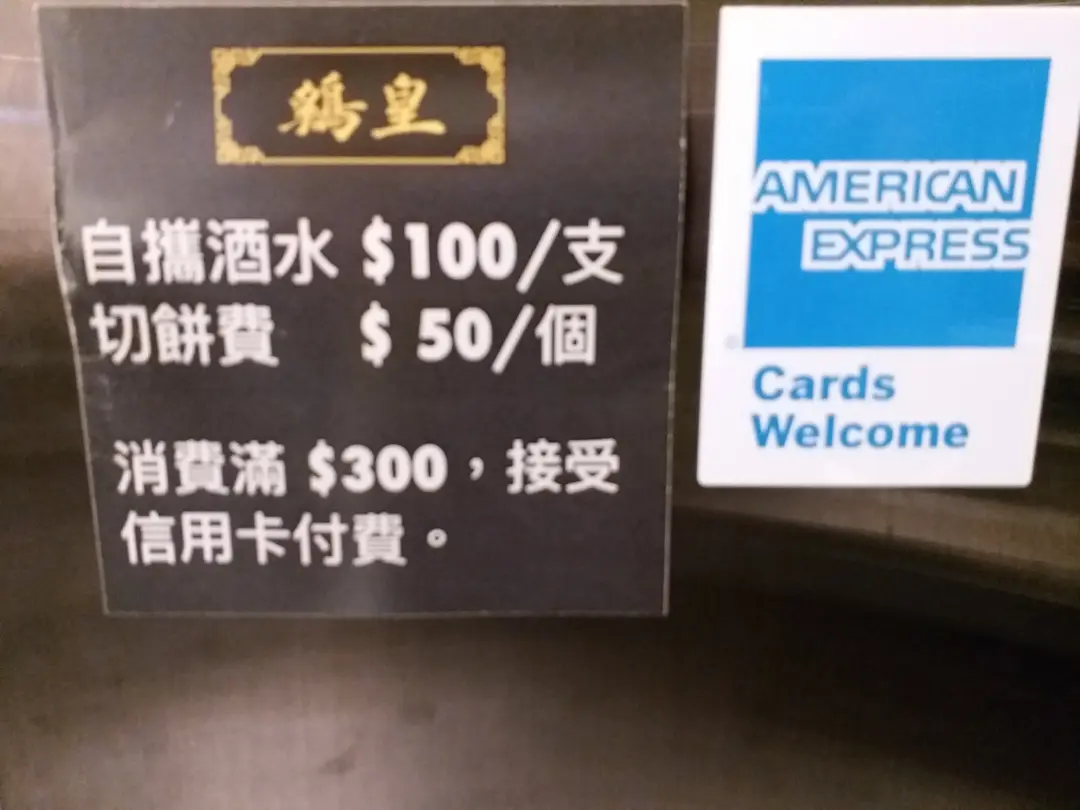 鵝皇
自攜酒水 $100/支
切餅費 $ 50/個
消費滿 $300，接受
信用卡付費。
AMERICAN
EXPRESS
Cards
Welcome